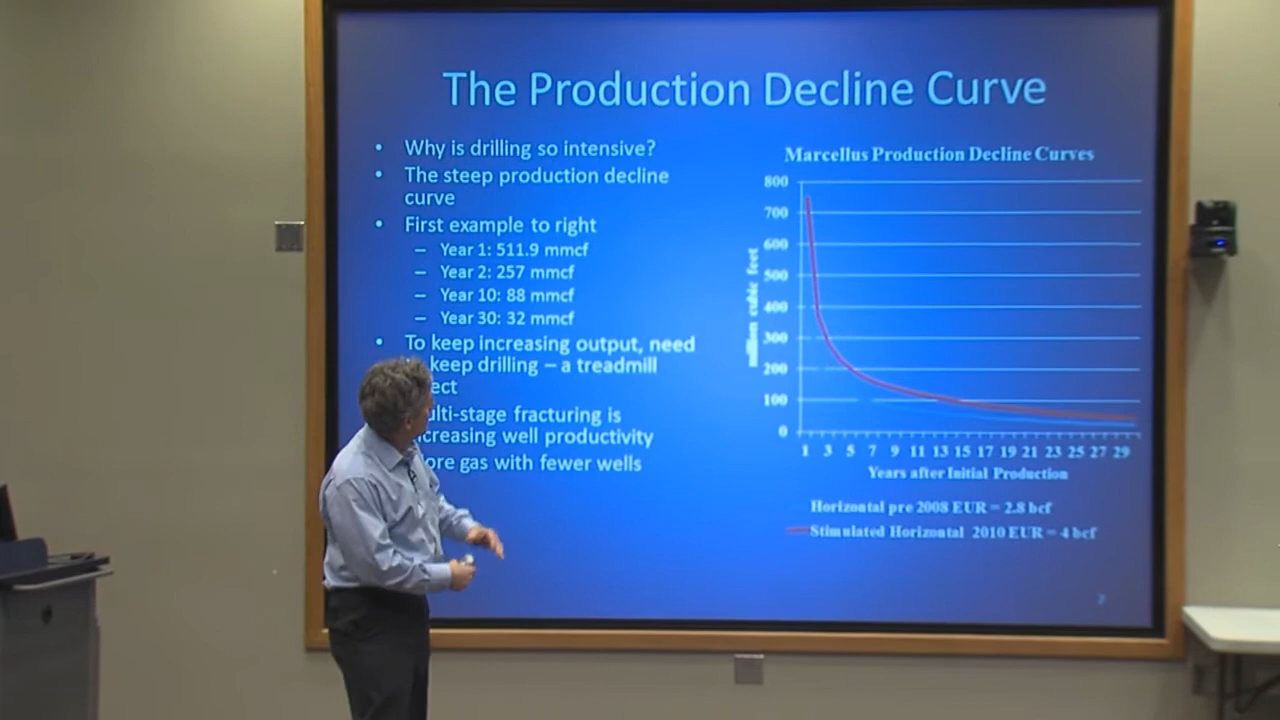 The Production Decline Curve
• Why is drilling so intensive?
• The steep production decline
curve
• First example to right
– Year 1: 511.9 mmcf
– Year 2: 257 mmcf
– Year 10: 88 mmcf
– Year 30: 32 mmcf
• To keep increasing output, need
keep drilling – a treadmill
ect
ulti-stage fracturing is
creasing well productivity
ore gas with fewer wells
Marcellus Production Decline Curves
million cubic feet
800
700
600
500
400
300
200
100
0
1 3 5 7 9 11 13 15 17 19 21 23 25 27 29
Years after Initial Production
Horizontal pre 2008 EUR = 2.8 bcf
Stimulated Horizontal 2010 EUR = 4 bcf